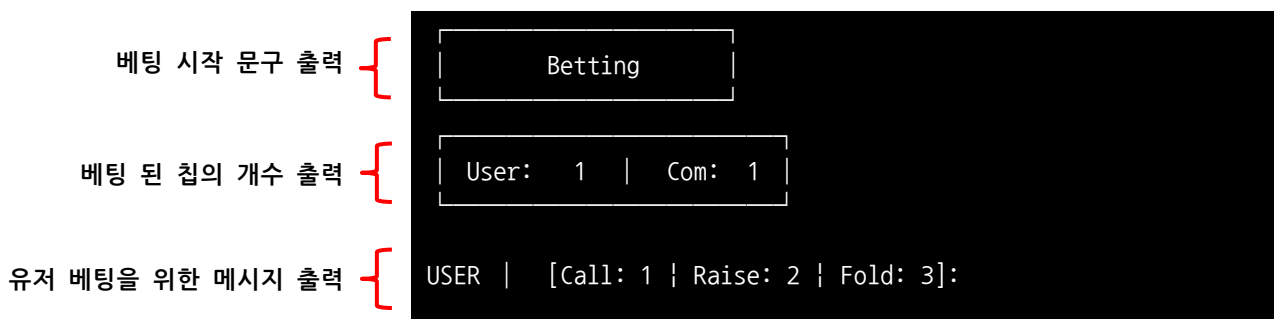 베팅 시작 문구 출력
Betting
베팅 된 칩의 개수 출력
User: 1 | Com: 1
유저 베팅을 위한 메시지 출력
USER | [Call: 1 ¦ Raise: 2 ¦ Fold: 3]: